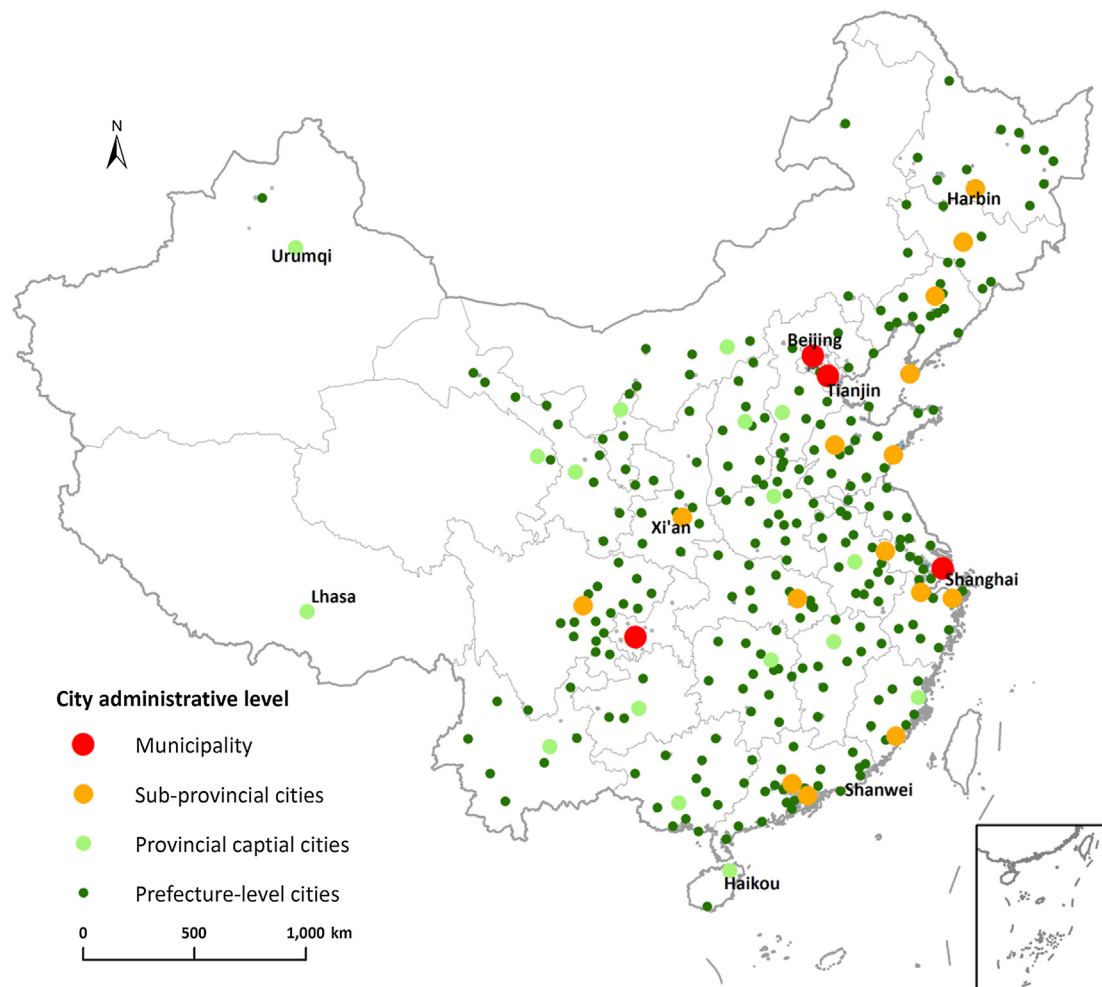 N
Harbin
Urumqi
Beijing
Tianjin
Xi'an
Shanghai
Lhasa
City administrative level
Municipality
Sub-provincial cities
Shanwei
Provincial captial cities
Haikou
Prefecture-level cities
0 500 1,000 km